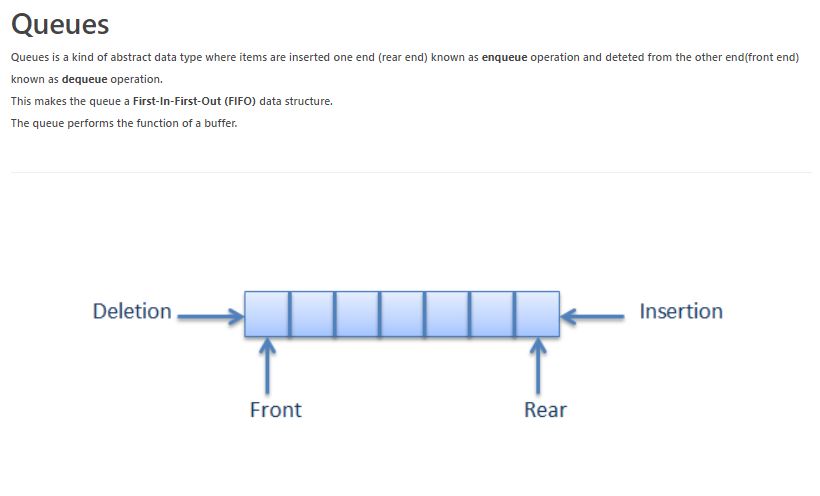 Queues
Queues is a kind of abstract data type where items are inserted one end (rear end) known as enqueue operation and deteted from the other end(front end)
known as dequeue operation.
This makes the queue a First-In-First-Out (FIFO) data structure.
The queue performs the function of a buffer.
Deletion
Insertion
Front
Rear